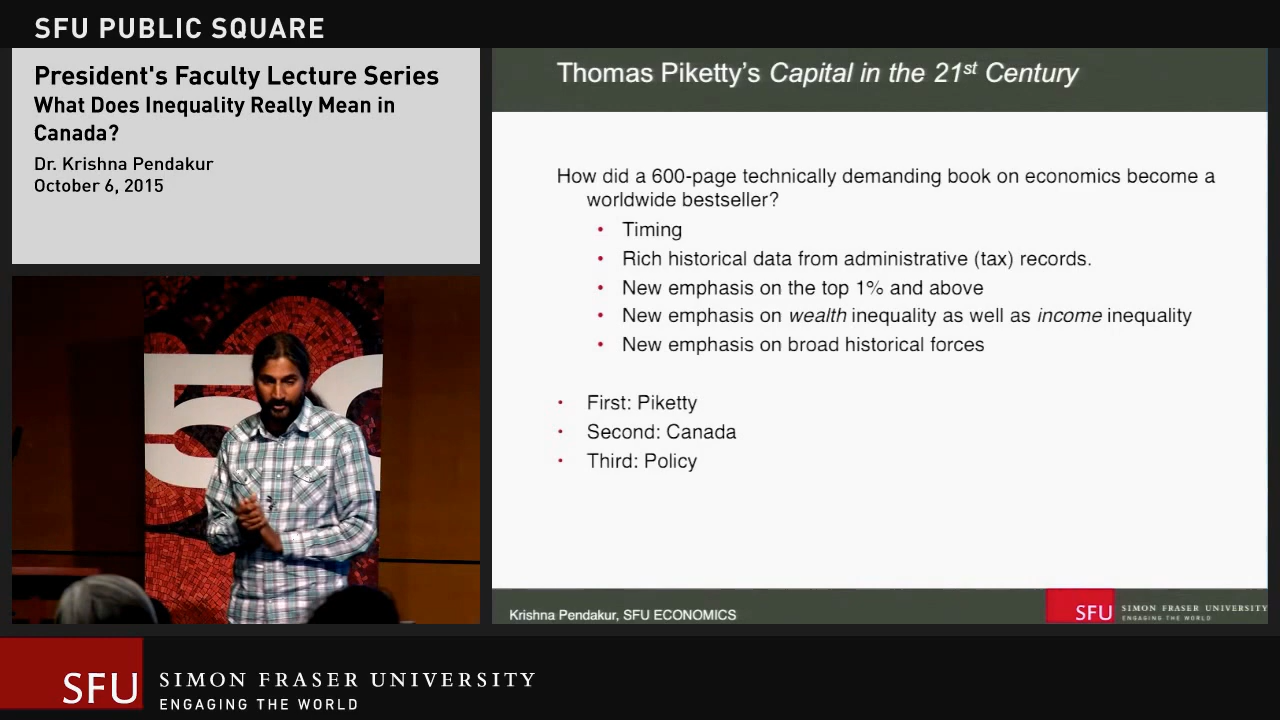 SFU PUBLIC SQUARE
President's Faculty Lecture Series
What Does Inequality Really Mean in
Canada?
Dr. Krishna Pendakur
October 6, 2015
Thomas Piketty's Capital in the 21st Century
How did a 600-page technically demanding book on economics become a
worldwide bestseller?
• Timing
• Rich historical data from administrative (tax) records.
• New emphasis on the top 1% and above
• New emphasis on wealth inequality as well as income inequality
• New emphasis on broad historical forces
• First: Piketty
• Second: Canada
• Third: Policy
Krishna Pendakur, SFU ECONOMICS
SFU
SIMON FRASER UNIVERSITY
ENGAGING THE WORLD
50
SFU
SIMON FRASER UNIVERSITY
ENGAGING THE WORLD